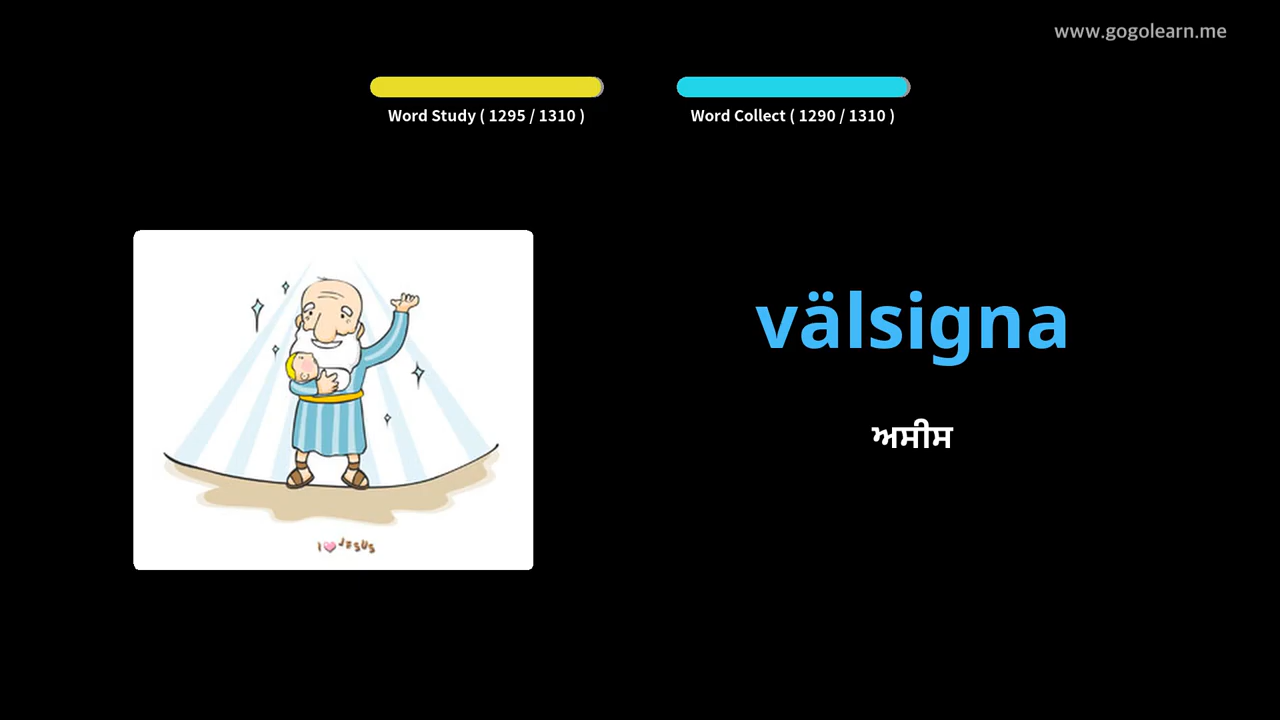 www.gogolearn.me
Word Study ( 1295 / 1310 )
Word Collect ( 1290 / 1310 )
välsigna
ਅਸੀਸ
I JESUS